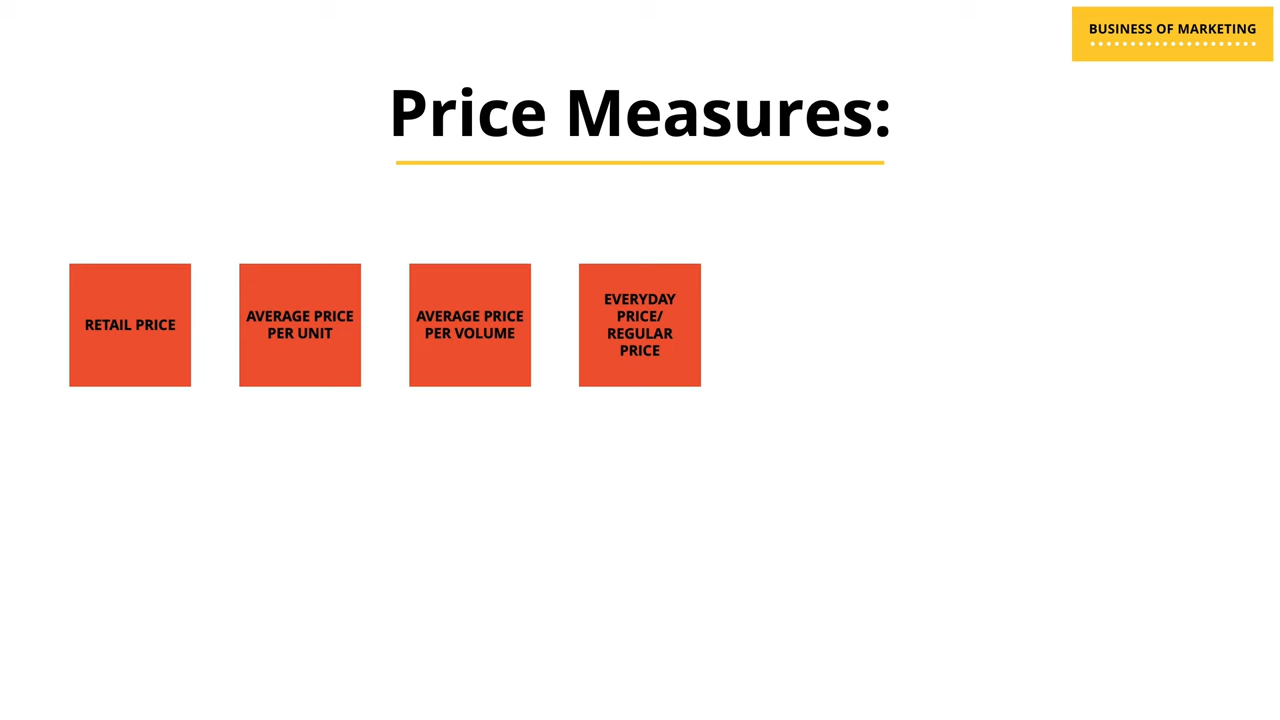 BUSINESS OF MARKETING
Price Measures:
RETAIL PRICE
AVERAGE PRICE
PER UNIT
AVERAGE PRICE
PER VOLUME
EVERYDAY
PRICE/
REGULAR
PRICE